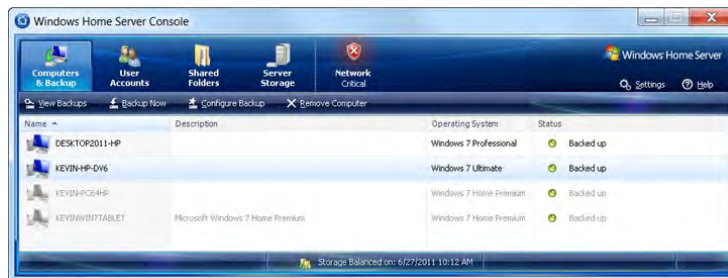 Windows Home Server Console
Computers & Backup
User Accounts
Shared Folders
Server Storage
Network Critical
Windows Home Server
Settings Help
View Backups Backup Now Configure Backup Remove Computer
Name Description Operating System Status
DESKTOP2011-HP Windows 7 Professional Backed up
KEVIN-HP-DV6 Windows 7 Ultimate Backed up
KEVIN-PC64HP Windows 7 Home Premium Backed up
KEVINWIN7TABLET Microsoft Windows 7 Home Premium Windows 7 Home Premium Backed up
Storage Balanced on: 6/27/2011 10:12 AM